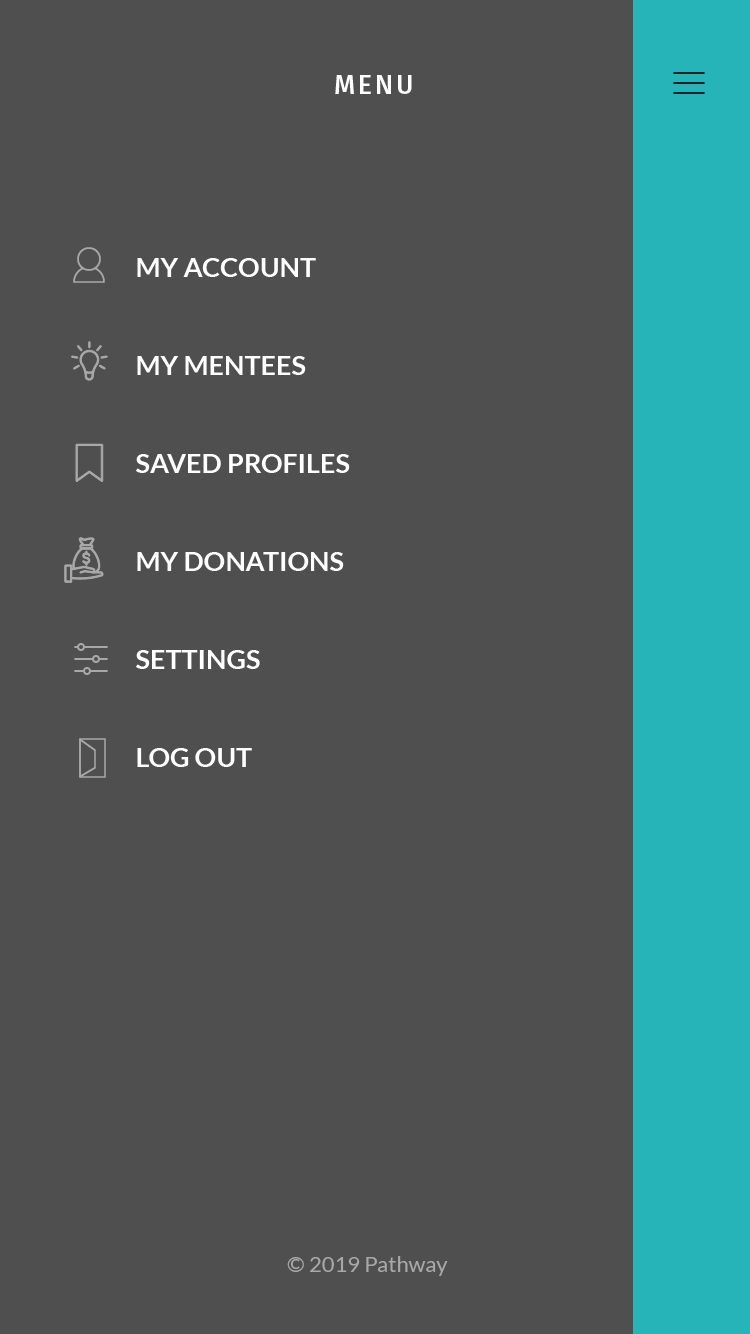 MENU
MY ACCOUNT
MY MENTEES
SAVED PROFILES
$
MY DONATIONS
SETTINGS
LOG OUT
© 2019 Pathway